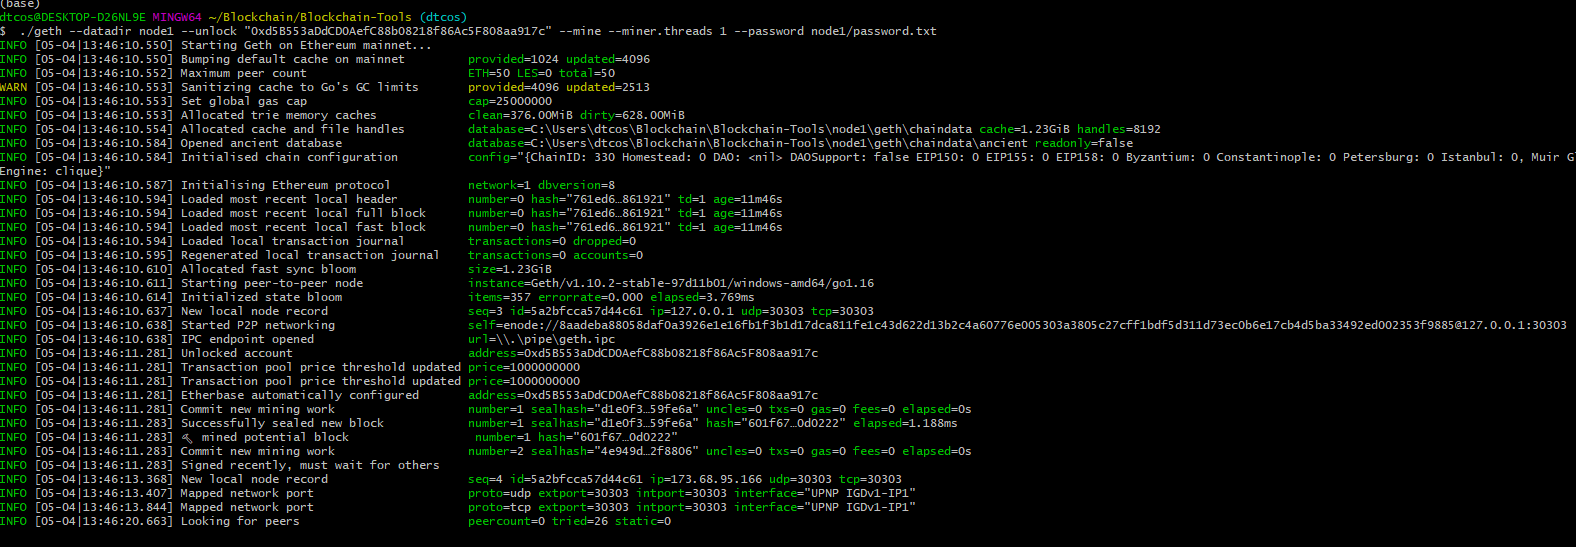 (base)
dtcos@DESKTOP-D26NL9E MINGW64 ~/Blockchain/Blockchain-Tools (dtcos)
$ ./geth --datadir node1 --unlock "0xd5B553aDdCD0AefC88b08218f86Ac5F808aa917c" --mine --miner.threads 1 --password node1/password.txt
INFO [05-04|13:46:10.550] Starting Geth on Ethereum mainnet...
INFO [05-04|13:46:10.550] Bumping default cache on mainnet provided=1024 updated=4096
INFO [05-04|13:46:10.552] Maximum peer count ETH=50 LES=0 total=50
WARN [05-04|13:46:10.553] Sanitizing cache to Go's GC limits provided=4096 updated=2513
INFO [05-04|13:46:10.553] Set global gas cap cap=25000000
INFO [05-04|13:46:10.553] Allocated trie memory caches clean=376.00MiB dirty=628.00MiB
INFO [05-04|13:46:10.554] Allocated cache and file handles database=C:\Users\dtcos\Blockchain\Blockchain-Tools\node1\geth\chaindata cache=1.23GiB handles=8192
INFO [05-04|13:46:10.584] Opened ancient database database=C:\Users\dtcos\Blockchain\Blockchain-Tools\node1\geth\chaindata\ancient readonly=false
INFO [05-04|13:46:10.584] Initialised chain configuration config="{ChainID: 330 Homestead: 0 DAO: <nil> DAOSupport: false EIP150: 0 EIP155: 0 EIP158: 0 Byzantium: 0 Constantinople: 0 Petersburg: 0 Istanbul: 0, Muir Gl
Engine: clique}"
INFO [05-04|13:46:10.587] Initialising Ethereum protocol network=1 dbversion=8
INFO [05-04|13:46:10.594] Loaded most recent local header number=0 hash="761ed6…861921" td=1 age=11m46s
INFO [05-04|13:46:10.594] Loaded most recent local full block number=0 hash="761ed6…861921" td=1 age=11m46s
INFO [05-04|13:46:10.594] Loaded most recent local fast block number=0 hash="761ed6…861921" td=1 age=11m46s
INFO [05-04|13:46:10.594] Loaded local transaction journal transactions=0 dropped=0
INFO [05-04|13:46:10.595] Regenerated local transaction journal transactions=0 accounts=0
INFO [05-04|13:46:10.610] Allocated fast sync bloom size=1.23GiB
INFO [05-04|13:46:10.611] Starting peer-to-peer node instance=Geth/v1.10.2-stable-97d11b01/windows-amd64/go1.16
INFO [05-04|13:46:10.614] Initialized state bloom items=357 errorrate=0.000 elapsed=3.769ms
INFO [05-04|13:46:10.637] New local node record seq=3 id=5a2bfcca57d44c61 ip=127.0.0.1 udp=30303 tcp=30303
INFO [05-04|13:46:10.638] Started P2P networking self=enode://8aadeba88058daf0a3926e1e16fb1f3b1d17dca811fe1c43d622d13b2c4a60776e005303a3805c27cff1bdf5d311d73ec0b6e17cb4d5ba33492ed002353f9885@127.0.0.1:30303
INFO [05-04|13:46:10.638] IPC endpoint opened url=\\.\pipe\geth.ipc
INFO [05-04|13:46:11.281] Unlocked account address=0xd5B553aDdCD0AefC88b08218f86Ac5F808aa917c
INFO [05-04|13:46:11.281] Transaction pool price threshold updated price=1000000000
INFO [05-04|13:46:11.281] Transaction pool price threshold updated price=1000000000
INFO [05-04|13:46:11.281] Etherbase automatically configured address=0xd5B553aDdCD0AefC88b08218f86Ac5F808aa917c
INFO [05-04|13:46:11.281] Commit new mining work number=1 sealhash="d1e0f3…59fe6a" uncles=0 txs=0 gas=0 fees=0 elapsed=0s
INFO [05-04|13:46:11.283] Successfully sealed new block number=1 sealhash="d1e0f3…59fe6a" hash="601f67…0d0222" elapsed=1.188ms
INFO [05-04|13:46:11.283] 🔨 mined potential block number=1 hash="601f67…0d0222"
INFO [05-04|13:46:11.283] Commit new mining work number=2 sealhash="4e949d…2f8806" uncles=0 txs=0 gas=0 fees=0 elapsed=0s
INFO [05-04|13:46:11.283] Signed recently, must wait for others
INFO [05-04|13:46:13.368] New local node record seq=4 id=5a2bfcca57d44c61 ip=173.68.95.166 udp=30303 tcp=30303
INFO [05-04|13:46:13.407] Mapped network port proto=udp extport=30303 intport=30303 interface="UPNP IGDv1-IP1"
INFO [05-04|13:46:13.844] Mapped network port proto=tcp extport=30303 intport=30303 interface="UPNP IGDv1-IP1"
INFO [05-04|13:46:20.663] Looking for peers peercount=0 tried=26 static=0